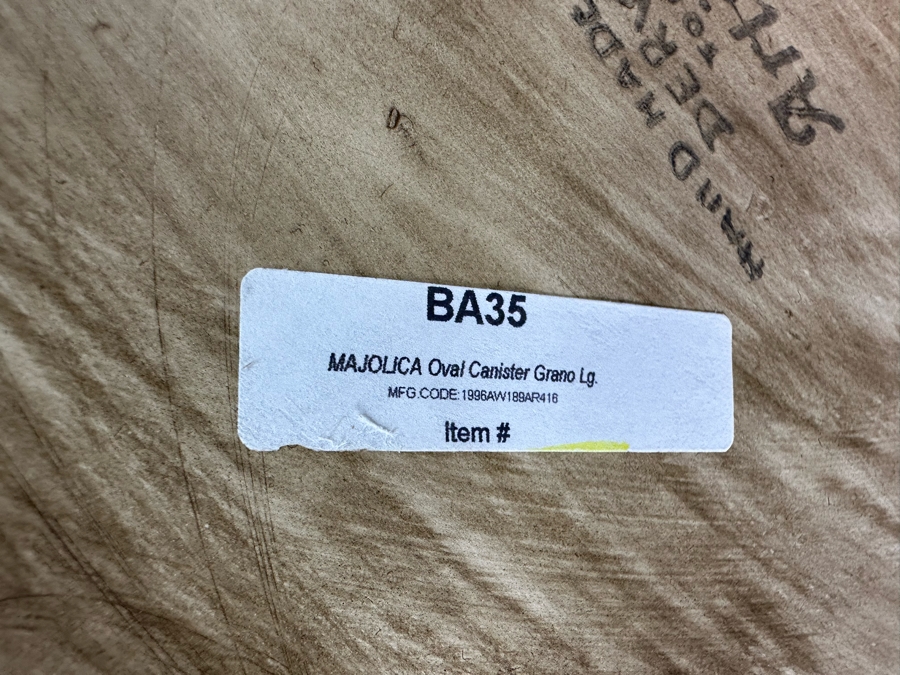 HAND MADE
BA35
MAJOLICA Oval Canister Grano Lg.
MFG.CODE:1996AW189AR416
Item #